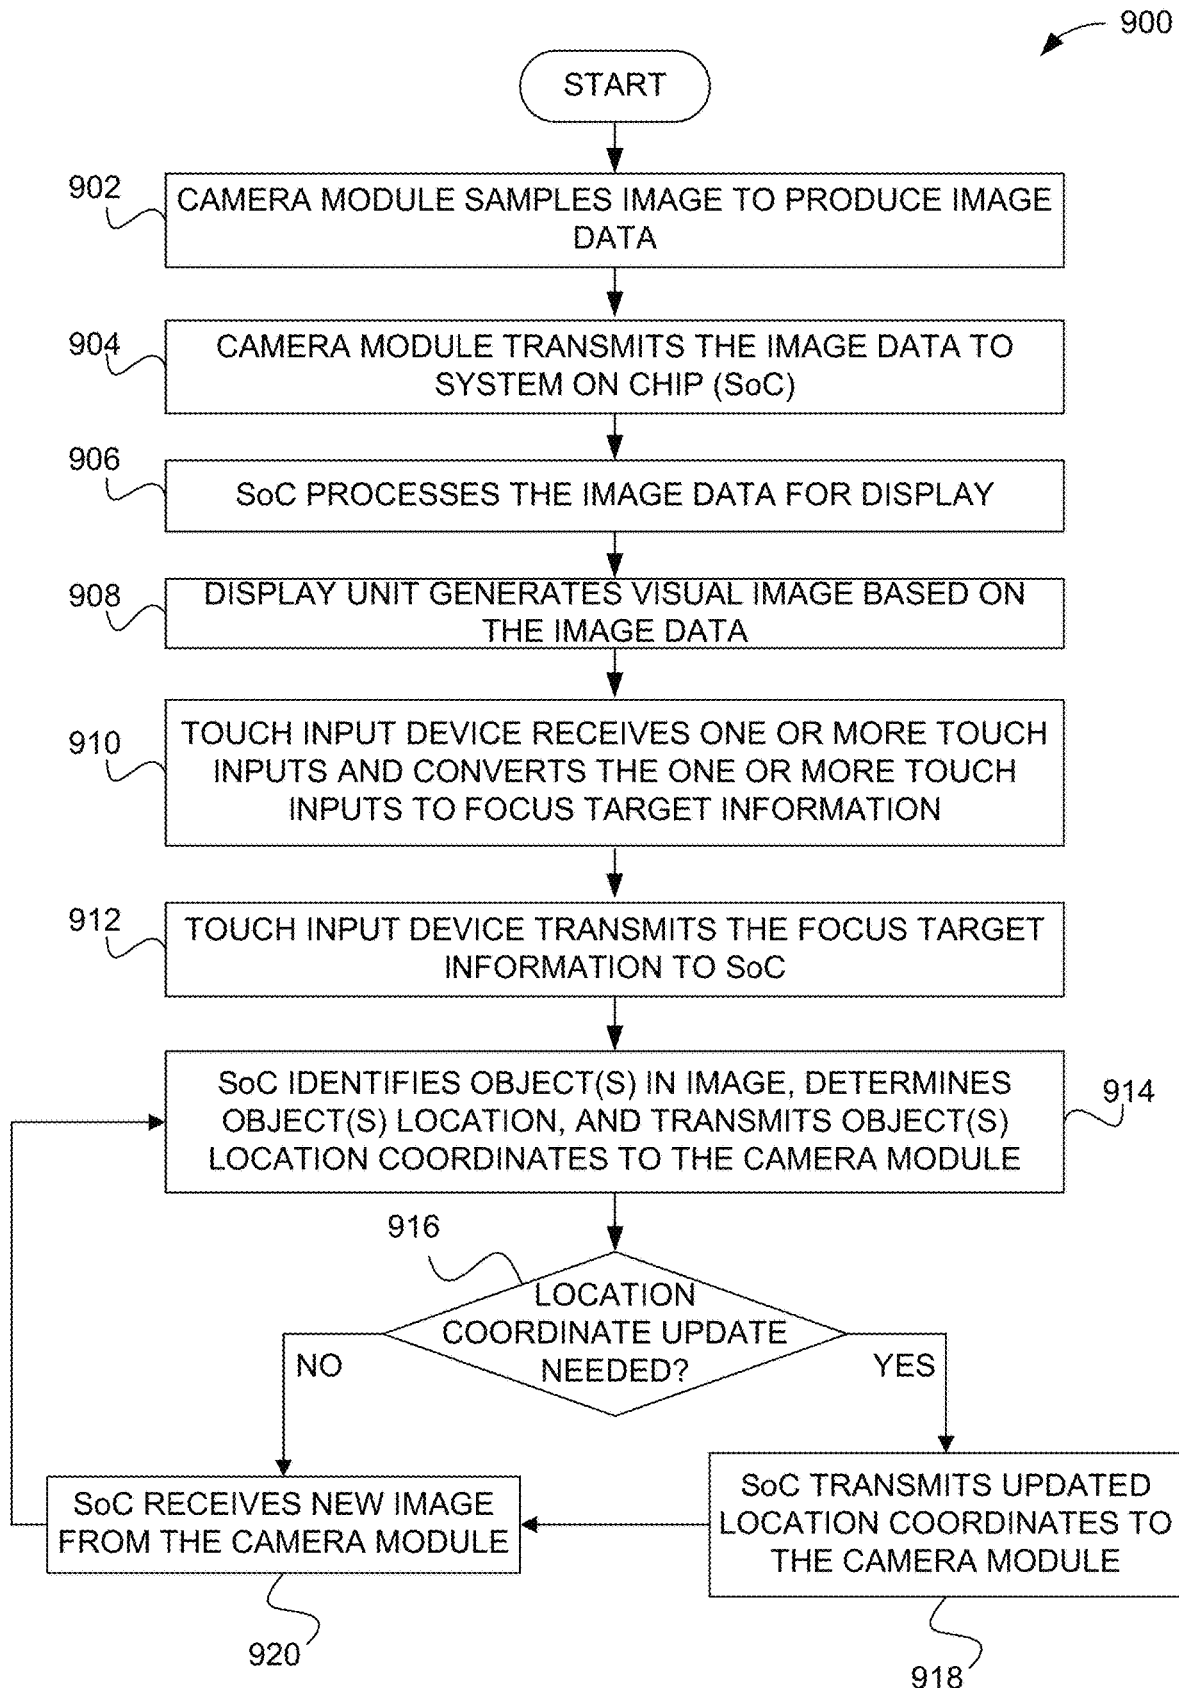 900
START
902
CAMERA MODULE SAMPLES IMAGE TO PRODUCE IMAGE
DATA
904
CAMERA MODULE TRANSMITS THE IMAGE DATA TO
SYSTEM ON CHIP (SoC)
906
SoC PROCESSES THE IMAGE DATA FOR DISPLAY
908
DISPLAY UNIT GENERATES VISUAL IMAGE BASED ON
THE IMAGE DATA
910
TOUCH INPUT DEVICE RECEIVES ONE OR MORE TOUCH
INPUTS AND CONVERTS THE ONE OR MORE TOUCH
INPUTS TO FOCUS TARGET INFORMATION
912
TOUCH INPUT DEVICE TRANSMITS THE FOCUS TARGET
INFORMATION TO SoC
SoC IDENTIFIES OBJECT(S) IN IMAGE, DETERMINES
OBJECT(S) LOCATION, AND TRANSMITS OBJECT(S)
LOCATION COORDINATES TO THE CAMERA MODULE
914
916
LOCATION
COORDINATE UPDATE
NEEDED?
NO
YES
SoC RECEIVES NEW IMAGE
FROM THE CAMERA MODULE
920
SoC TRANSMITS UPDATED
LOCATION COORDINATES TO
THE CAMERA MODULE
918